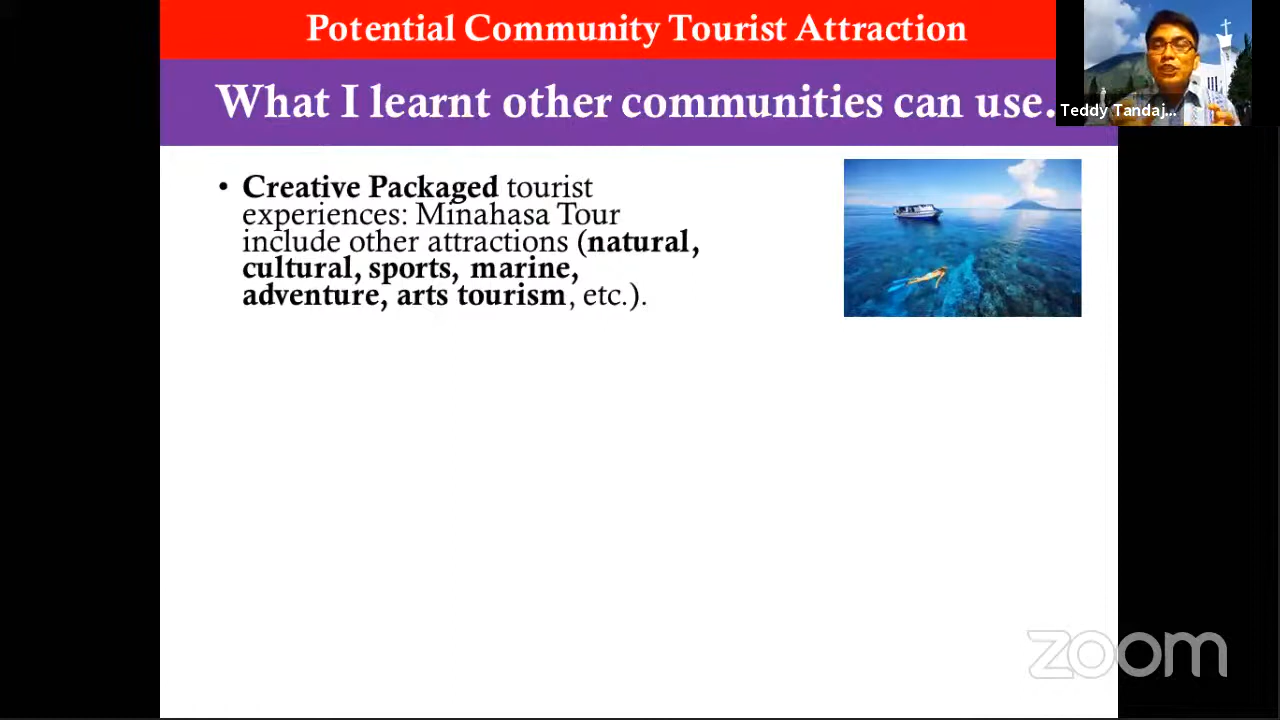 Potential Community Tourist Attraction
What I learnt other communities can use.
Teddy Tandaj...
• Creative Packaged tourist
experiences: Minahasa Tour
include other attractions (natural,
cultural, sports, marine,
adventure, arts tourism, etc.).
zoom